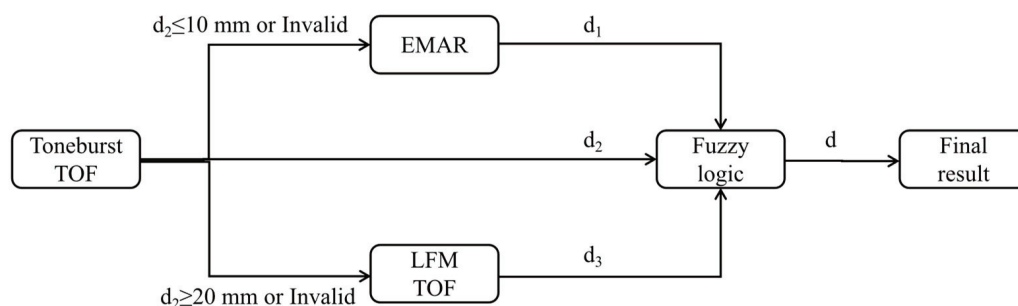 d₂≤10 mm or Invalid
EMAR
d₁
Toneburst
TOF
d₂
Fuzzy
logic
d
Final
result
LFM
TOF
d₃
d₂≥20 mm or Invalid